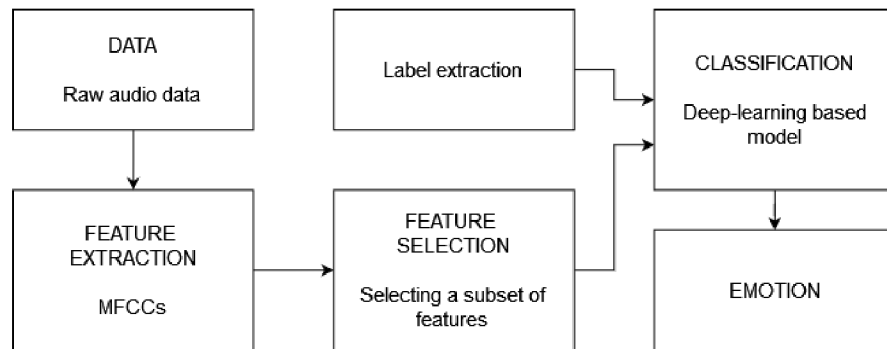 DATA
Raw audio data
Label extraction
CLASSIFICATION
Deep-learning based
model
FEATURE
EXTRACTION
MFCCs
FEATURE
SELECTION
Selecting a subset of
features
EMOTION